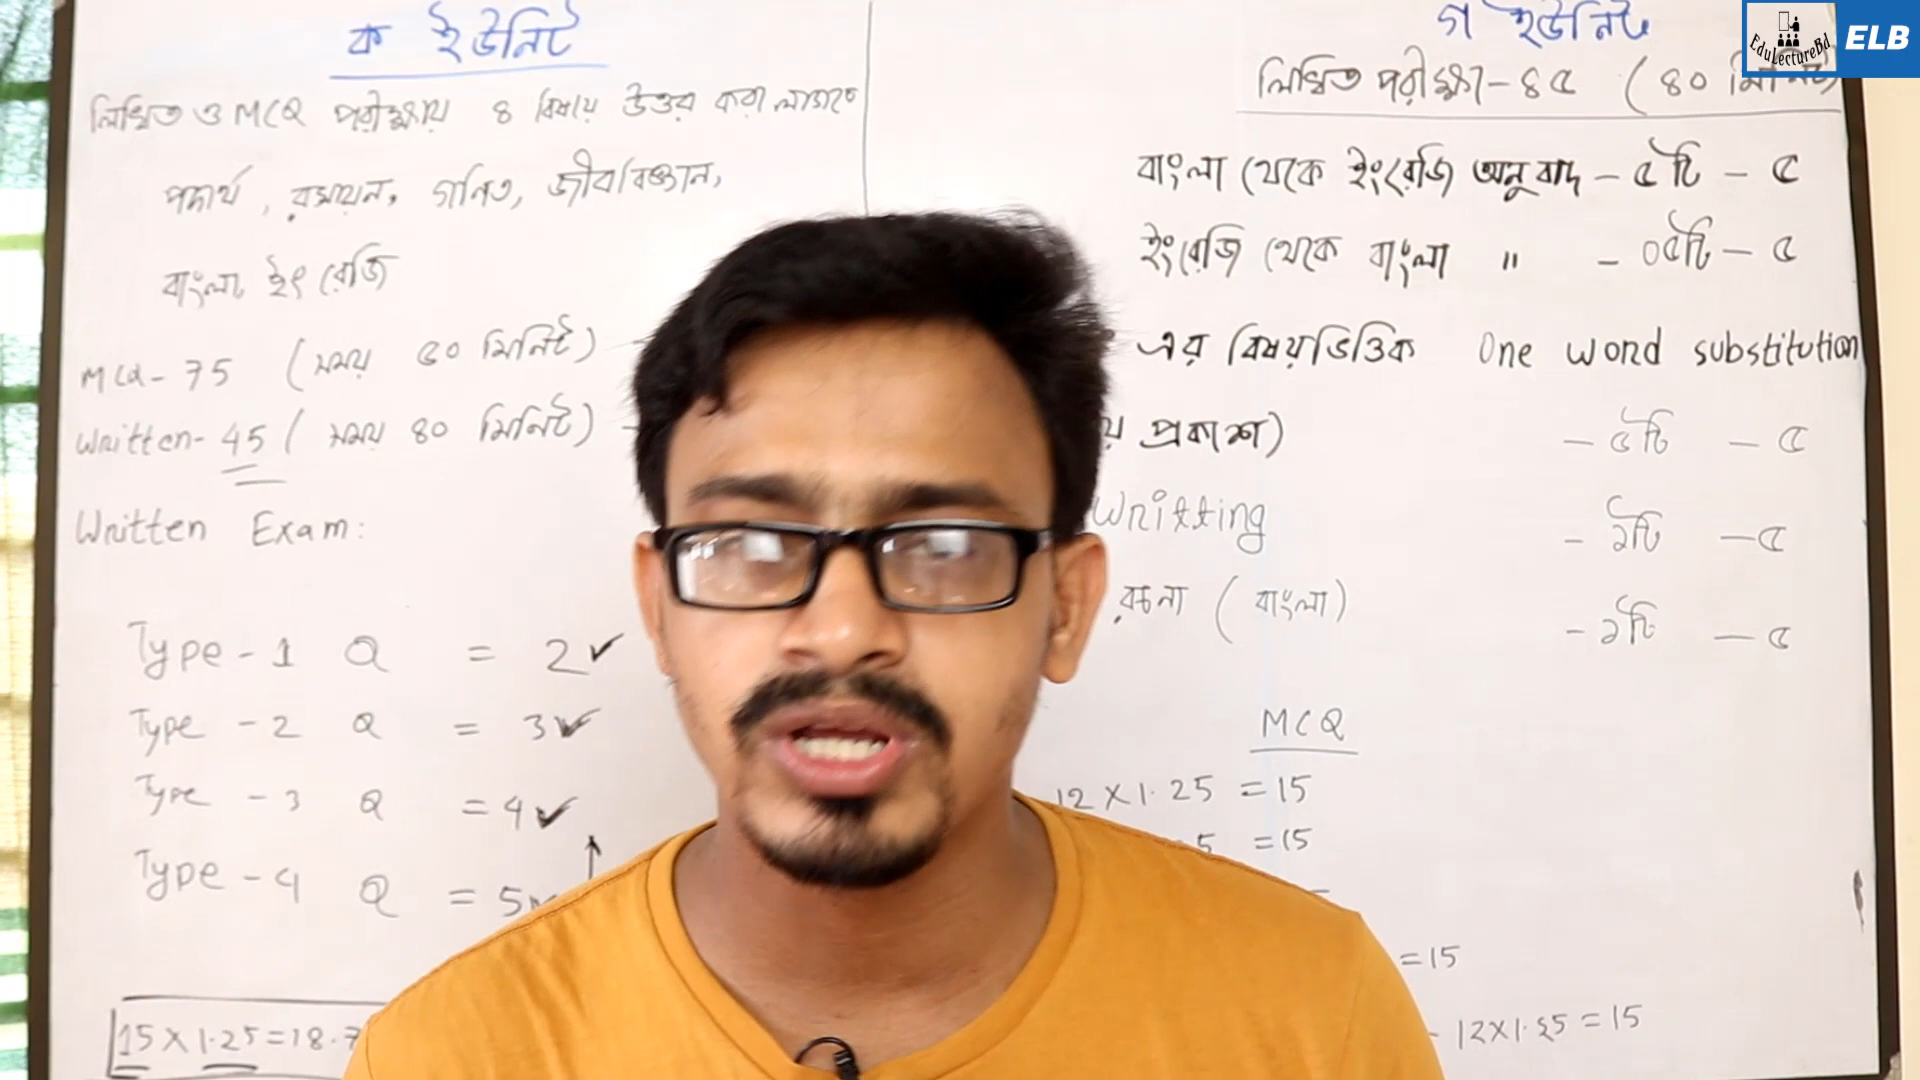 ক ইউনিট
লিখিত ও MCQ পরীক্ষায় ৪ বিষয়ে উত্তর করা লাগবে
পদার্থ, রসায়ন, গনিত, জীববিজ্ঞান,
বাংলা ইংরেজি
MCQ- 75 (সময় ৫০ মিনিট)
Written- 45 (সময় ৪০ মিনিট)
Written Exam:
Type - 1 Q = 2 ✓
Type - 2 Q = 3 ✓
Type - 3 Q = 4 ✓
Type - 4 Q = 5
15 X 1.25 = 18.7
গ ইউনিট
লিখিত পরীক্ষা - ৪৫ (৪০ মিনিট)
বাংলা থেকে ইংরেজি অনুবাদ - ৫টি - ৫
ইংরেজি থেকে বাংলা " - ০৫টি - ৫
এর বিষয়ভিত্তিক One word substitution
য় প্রকাশ) - ৫টি - ৫
Writting - ১টি - ৫
রচনা (বাংলা) - ১টি - ৫
MCQ
12 X 1.25 = 15
5 = 15
= 15
12 X 1.25 = 15
EduLectureBd
ELB